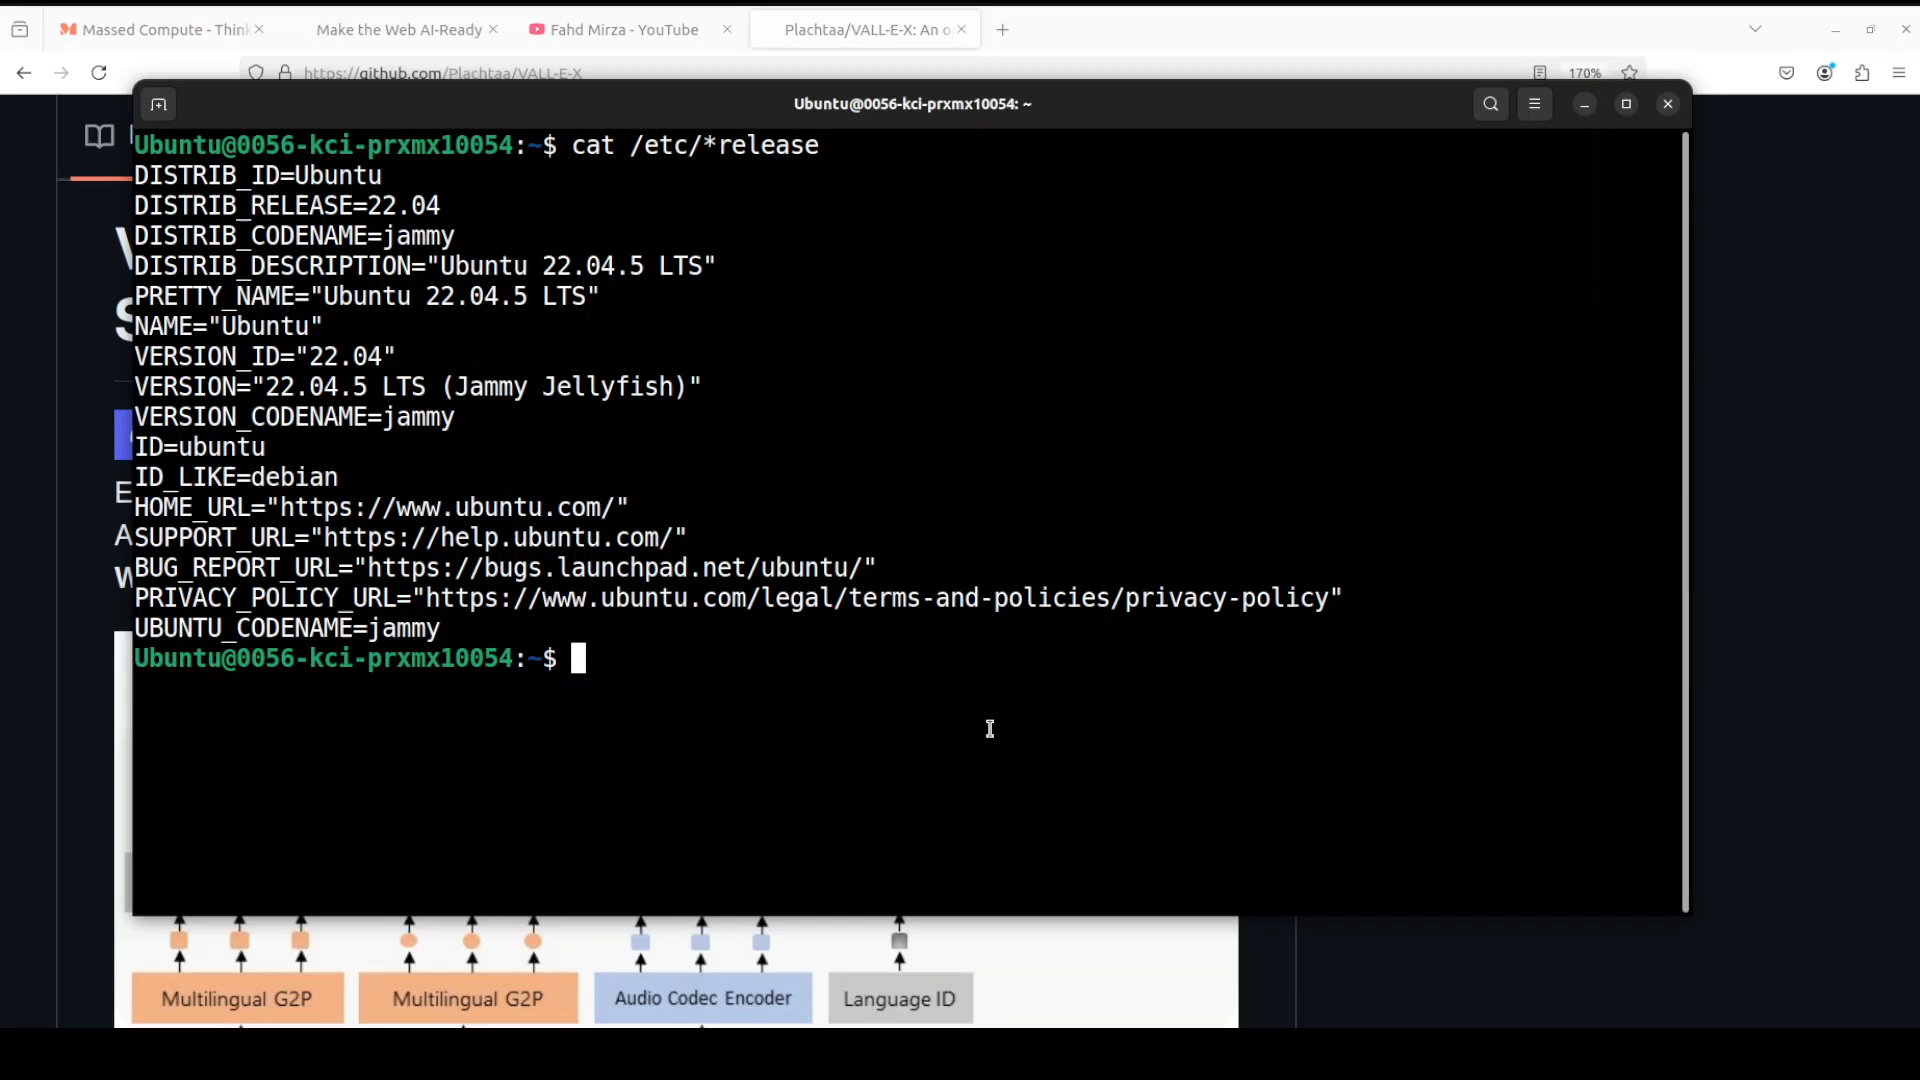 Massed Compute - Think
Make the Web AI-Ready
Fahd Mirza - YouTube
Plachtaa/VALL-E-X: An o
https://github.com/Plachtaa/VALL-E-X
170%
Ubuntu@0056-kci-prxmx10054: ~
Ubuntu@0056-kci-prxmx10054:~$ cat /etc/*release
DISTRIB_ID=Ubuntu
DISTRIB_RELEASE=22.04
DISTRIB_CODENAME=jammy
DISTRIB_DESCRIPTION="Ubuntu 22.04.5 LTS"
PRETTY_NAME="Ubuntu 22.04.5 LTS"
NAME="Ubuntu"
VERSION_ID="22.04"
VERSION="22.04.5 LTS (Jammy Jellyfish)"
VERSION_CODENAME=jammy
ID=ubuntu
ID_LIKE=debian
HOME_URL="https://www.ubuntu.com/"
SUPPORT_URL="https://help.ubuntu.com/"
BUG_REPORT_URL="https://bugs.launchpad.net/ubuntu/"
PRIVACY_POLICY_URL="https://www.ubuntu.com/legal/terms-and-policies/privacy-policy"
UBUNTU_CODENAME=jammy
Ubuntu@0056-kci-prxmx10054:~$
Multilingual G2P
Multilingual G2P
Audio Codec Encoder
Language ID